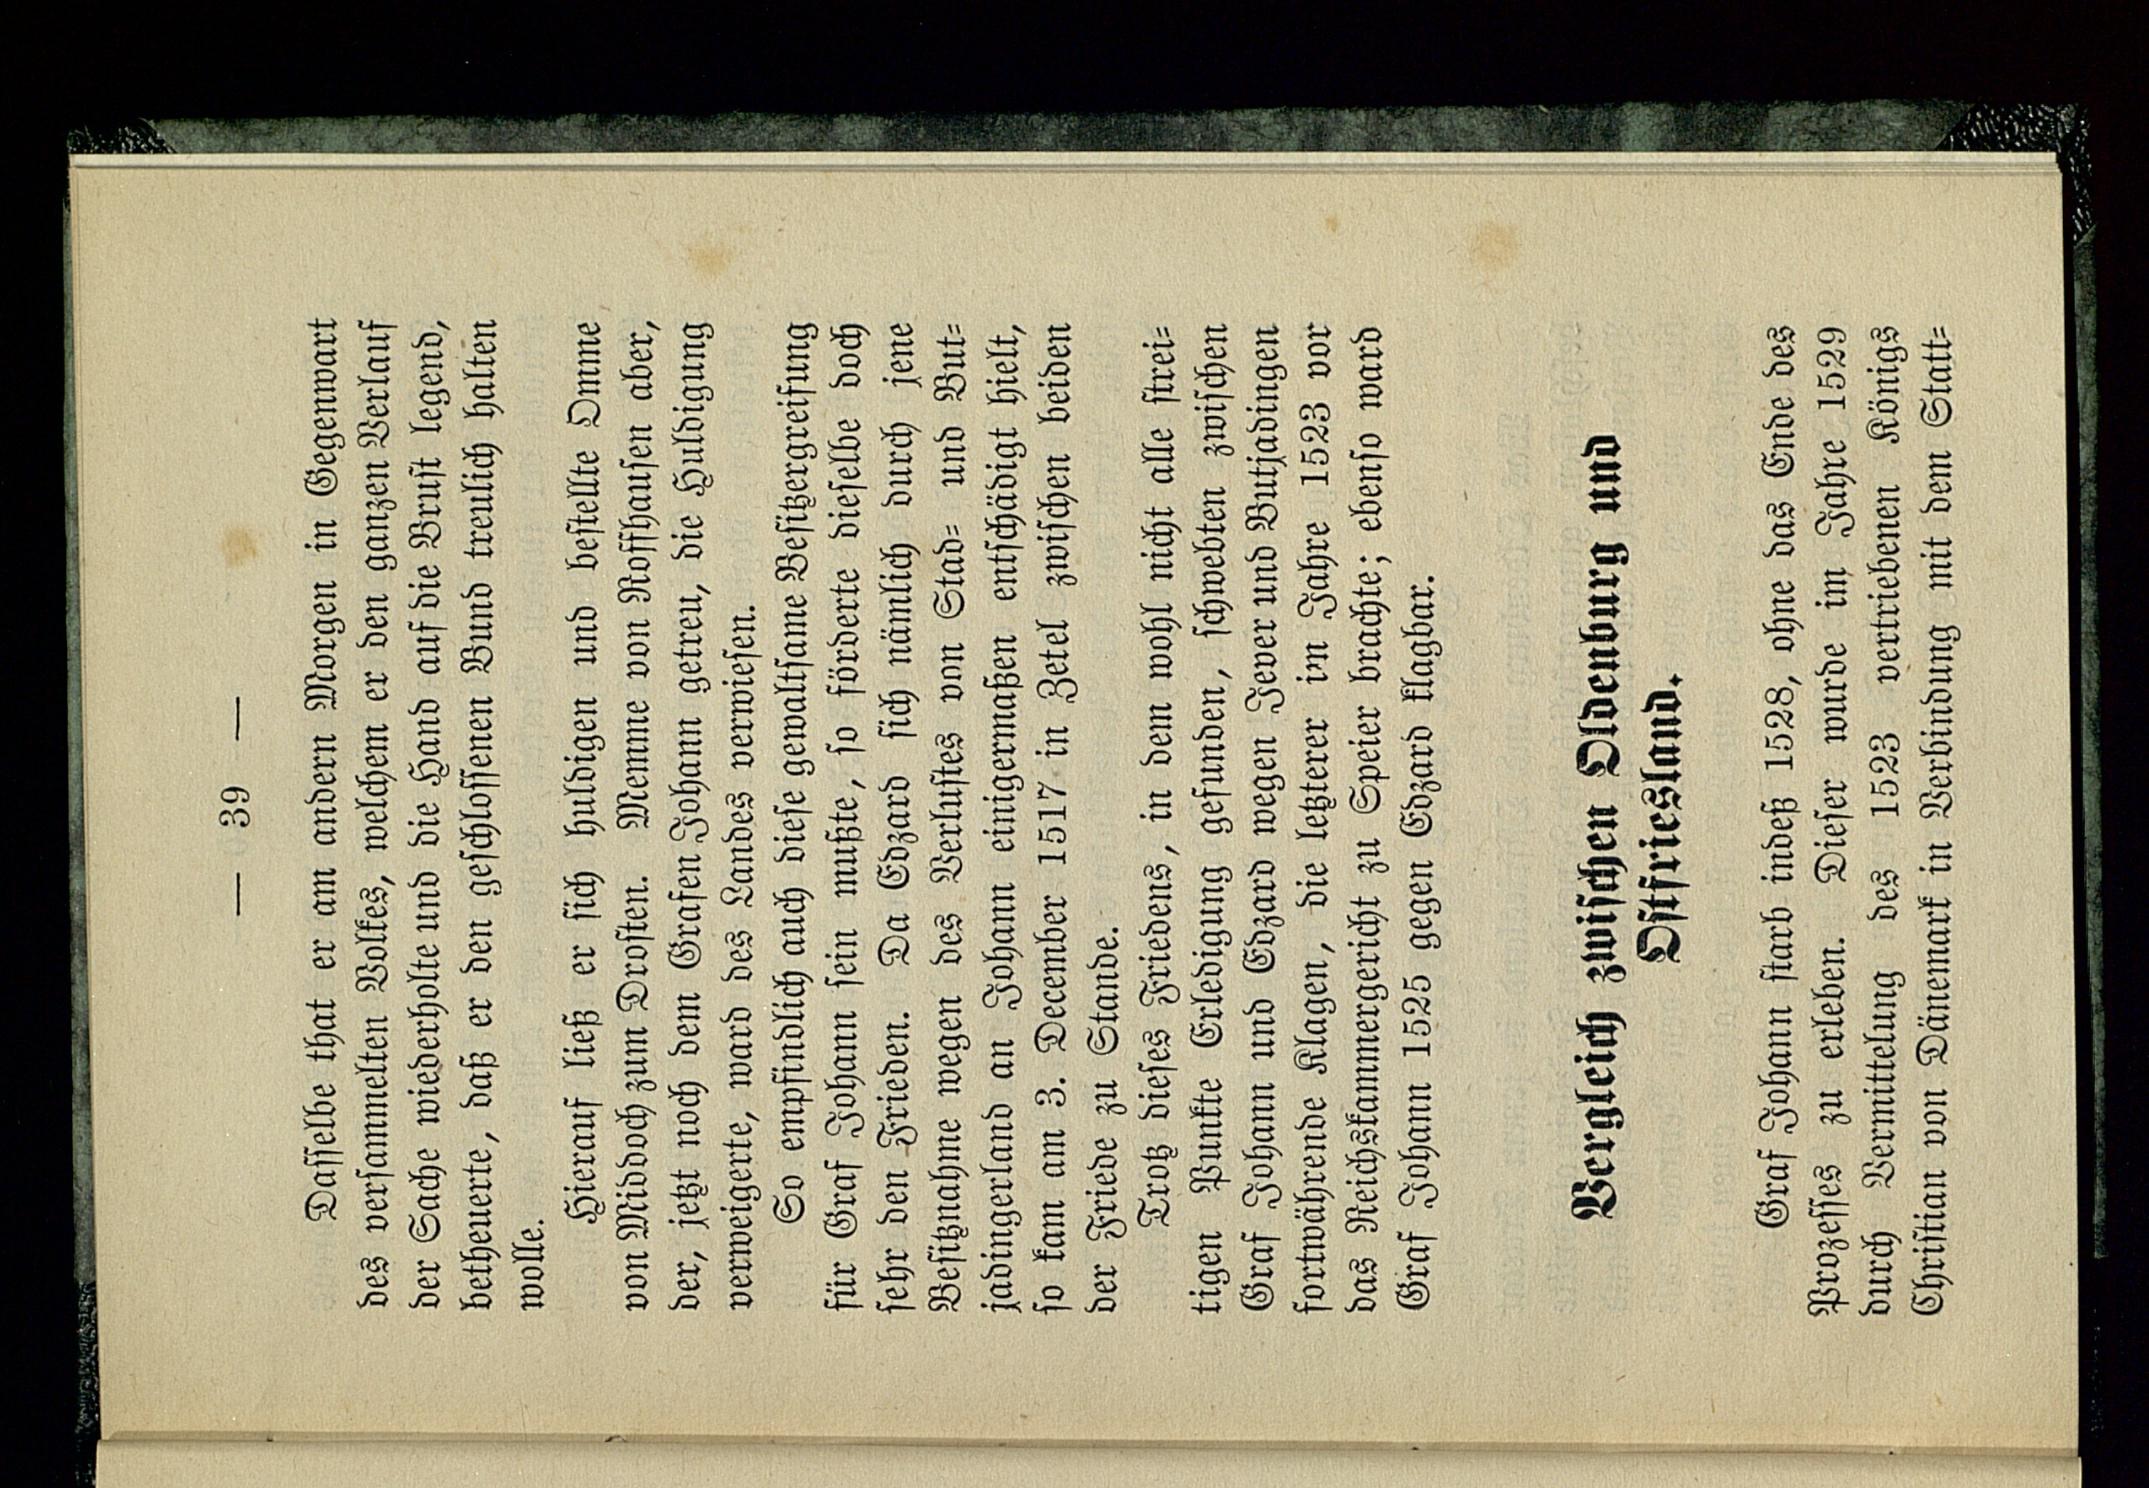 — 39 —
Dasselbe that er am andern Morgen in Gegenwart
des versammelten Volkes, welchem er den ganzen Verlauf
der Sache wiederholte und die Hand auf die Brust legend,
betheuerte, daß er den geschlossenen Bund treulich halten
wolle.
Hierauf ließ er sich huldigen und bestellte Omme
von Middoch zum Drosten. Memme von Roffhausen aber,
der, jetzt noch dem Grafen Johann getreu, die Huldigung
verweigerte, ward des Landes verwiesen.
So empfindlich auch diese gewaltsame Besitzergreifung
für Graf Johann sein mußte, so förderte dieselbe doch
sehr den Frieden. Da Edzard sich nämlich durch jene
Besitznahme wegen des Verlustes von Stad= und But=
jadingerland an Johann einigermaßen entschädigt hielt,
so kam am 3. December 1517 in Zetel zwischen beiden
der Friede zu Stande.
Trotz dieses Friedens, in dem wohl nicht alle strei=
tigen Punkte Erledigung gefunden, schwebten zwischen
Graf Johann und Edzard wegen Jever und Butjadingen
fortwährende Klagen, die letzterer im Jahre 1523 vor
das Reichskammergericht zu Speier brachte; ebenso ward
Graf Johann 1525 gegen Edzard klagbar.
Vergleich zwischen Oldenburg und
Ostfriesland.
Graf Johann starb indeß 1528, ohne das Ende des
Prozesses zu erleben. Dieser wurde im Jahre 1529
durch Vermittelung des 1523 vertriebenen Königs
Christian von Dänemark in Verbindung mit dem Statt=